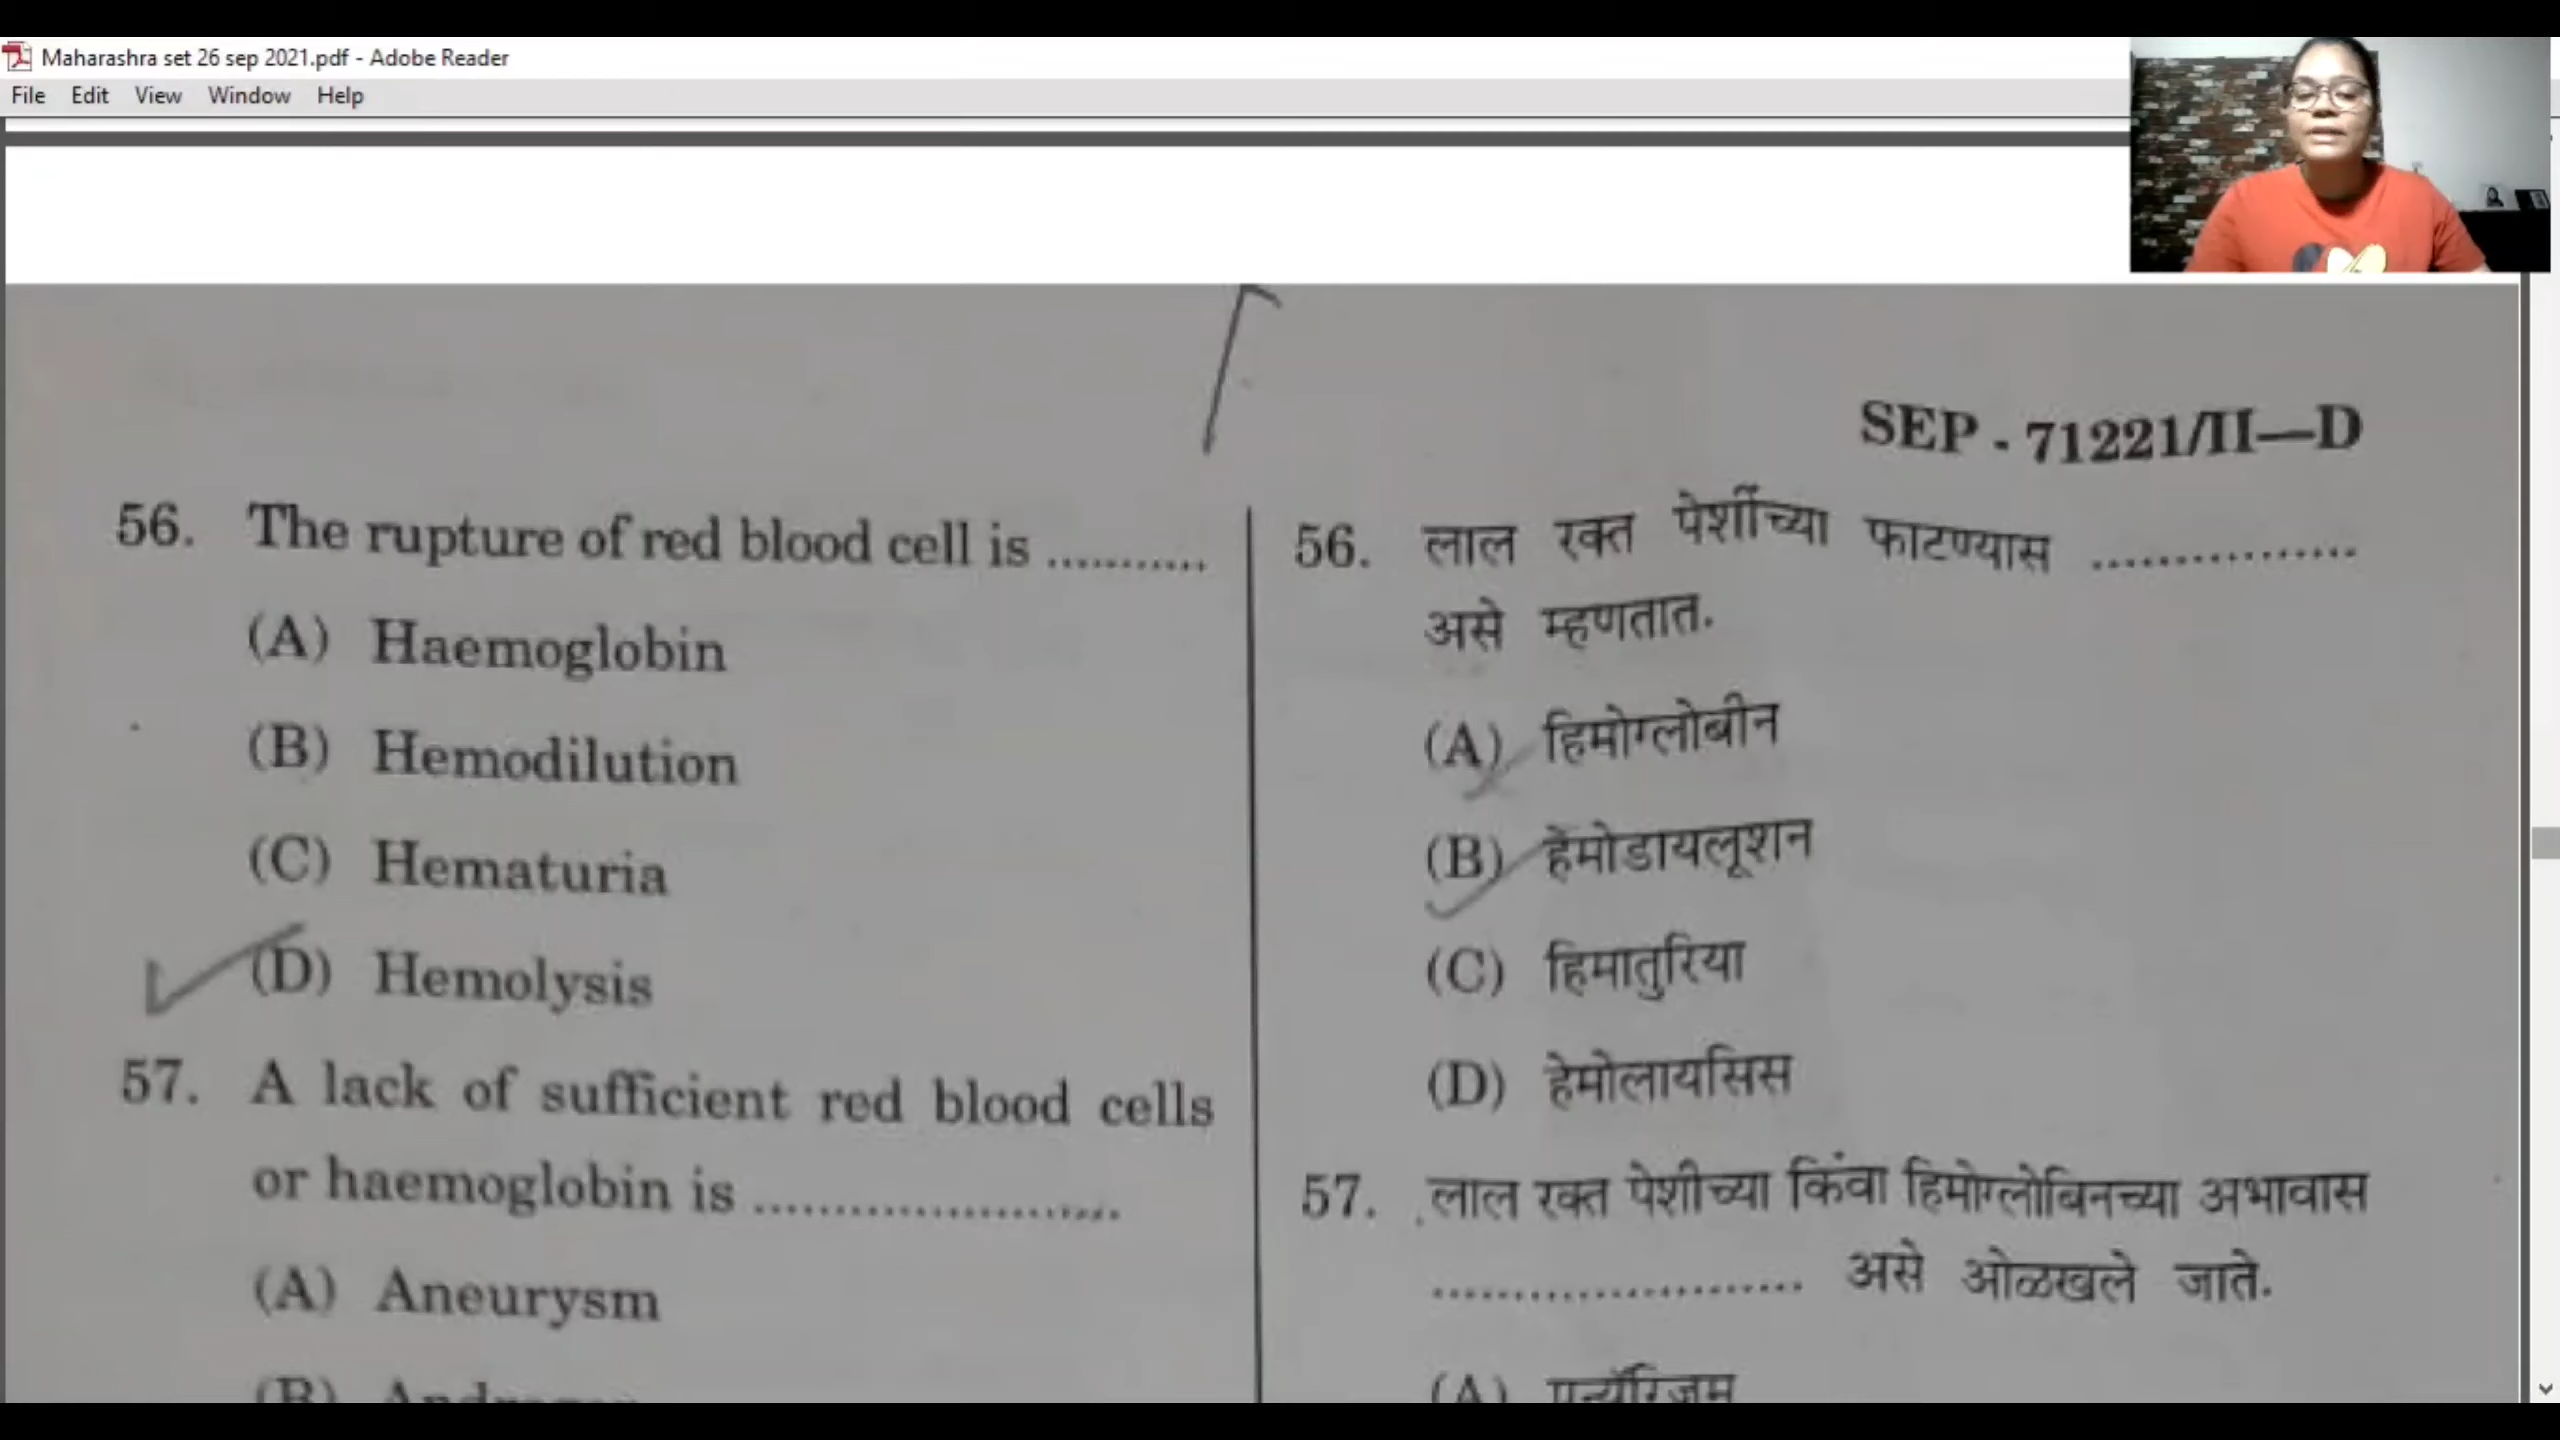 Maharashra set 26 sep 2021.pdf - Adobe Reader
File Edit View Window Help
SEP - 71221/II—D
56. The rupture of red blood cell is ...........
(A) Haemoglobin
(B) Hemodilution
(C) Hematuria
(D) Hemolysis
57. A lack of sufficient red blood cells
or haemoglobin is ......................
(A) Aneurysm
56. लाल रक्त पेशींच्या फाटण्यास ................
असे म्हणतात.
(A) हिमोग्लोबीन
(B) हेमोडायलूशन
(C) हिमातुरिया
(D) हेमोलायसिस
57. लाल रक्त पेशीच्या किंवा हिमोग्लोबिनच्या अभावास
....................... असे ओळखले जाते.